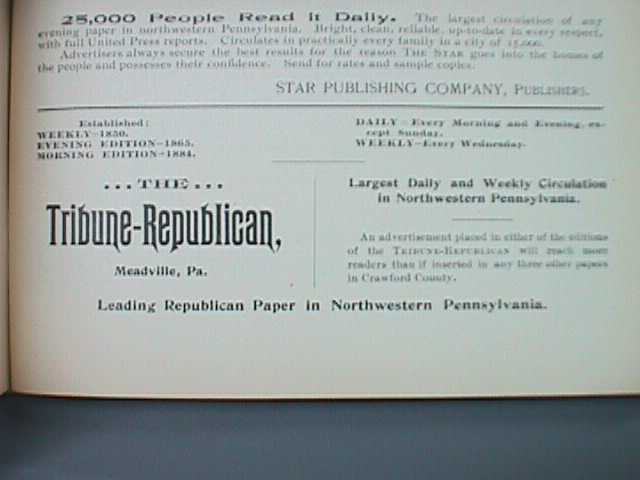 25,000 People Read it Daily. The largest circulation of any
evening paper in northwestern Pennsylvania. Bright, clean, reliable, up-to-date in every respect,
with full United Press reports. Circulates in practically every family in a city of 15,000.
Advertisers always secure the best results for the reason THE STAR goes into the homes of
the people and possesses their confidence. Send for rates and sample copies.
STAR PUBLISHING COMPANY, PUBLISHERS.
Established:
WEEKLY—1850.
EVENING EDITION—1865.
MORNING EDITION—1884.
DAILY—Every Morning and Evening, ex-
cept Sunday.
WEEKLY—Every Wednesday.
...THE...
Tribune-Republican,
Meadville, Pa.
Largest Daily and Weekly Circulation
in Northwestern Pennsylvania.
An advertisement placed in either of the editions
of the TRIBUNE-REPUBLICAN will reach more
readers than if inserted in any three other papers
in Crawford County.
Leading Republican Paper in Northwestern Pennsylvania.